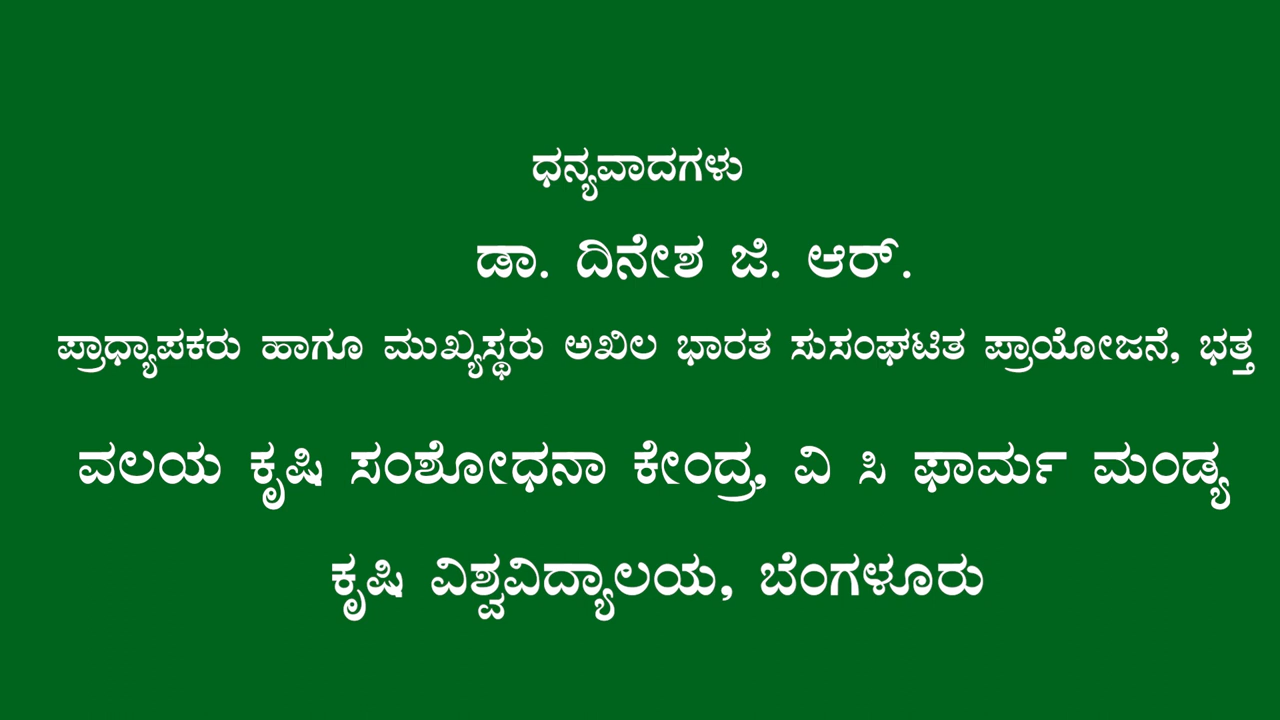 ಧನ್ಯವಾದಗಳು
ಡಾ. ದಿನೇಶ ಜಿ. ಆರ್.
ಪ್ರಾಧ್ಯಾಪಕರು ಹಾಗೂ ಮುಖ್ಯಸ್ಥರು ಅಖಿಲ ಭಾರತ ಸುಸಂಘಟಿತ ಪ್ರಾಯೋಜನೆ, ಭತ್ತ
ವಲಯ ಕೃಷಿ ಸಂಶೋಧನಾ ಕೇಂದ್ರ, ವಿ ಸಿ ಫಾರ್ಮ ಮಂಡ್ಯ
ಕೃಷಿ ವಿಶ್ವವಿದ್ಯಾಲಯ, ಬೆಂಗಳೂರು